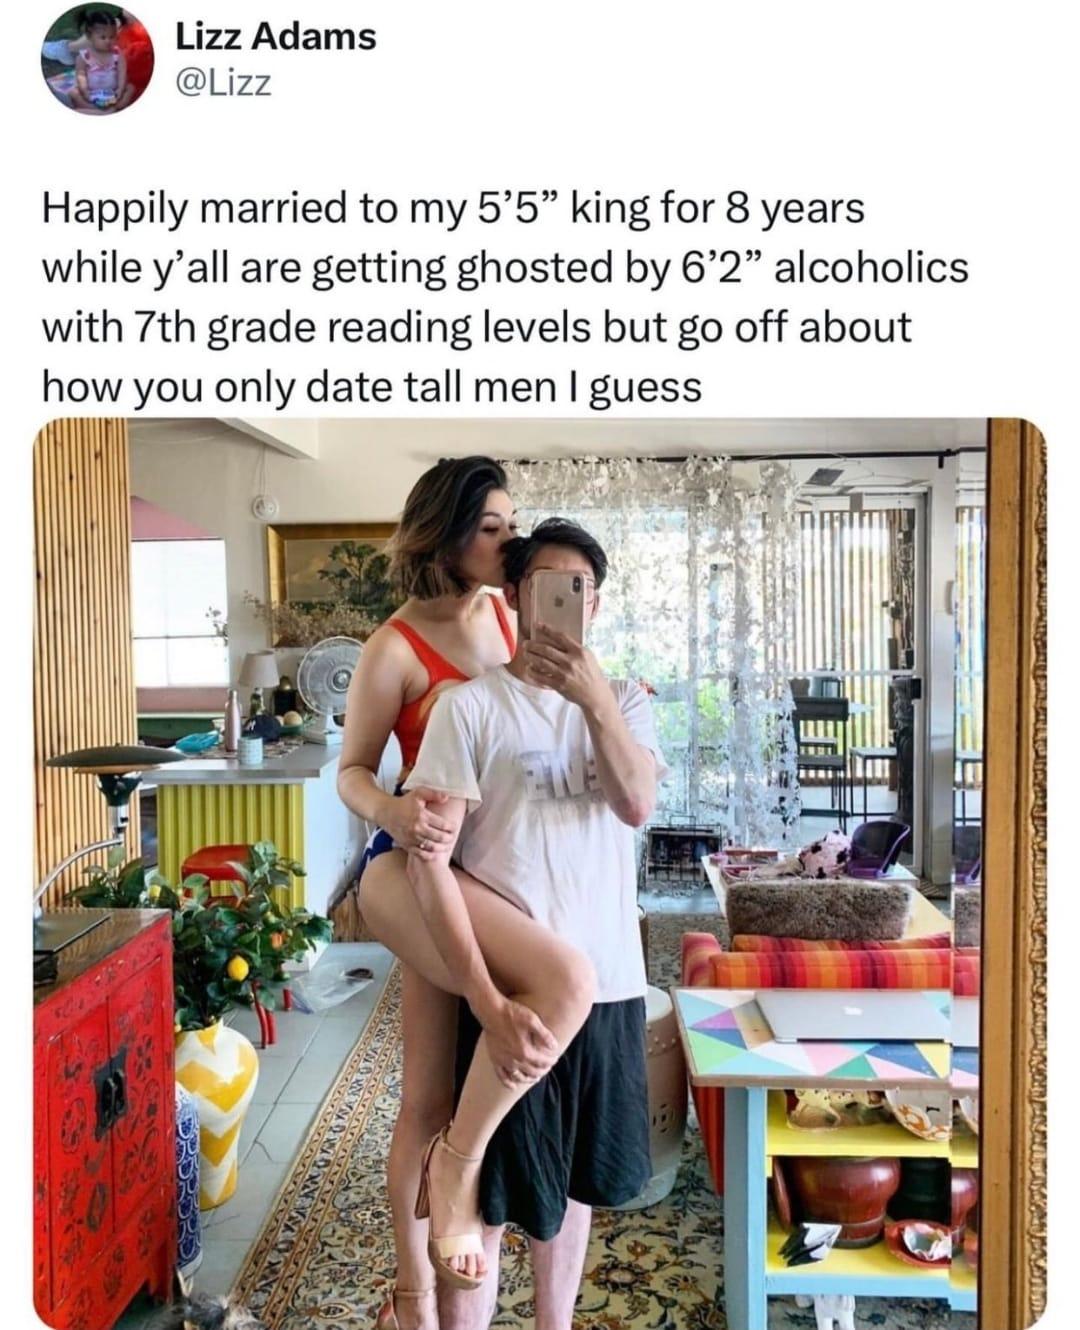 Lizz Adams
@Lizz
Happily married to my 5’5” king for 8 years
while y’all are getting ghosted by 6’2” alcoholics
with 7th grade reading levels but go off about
how you only date tall men I guess